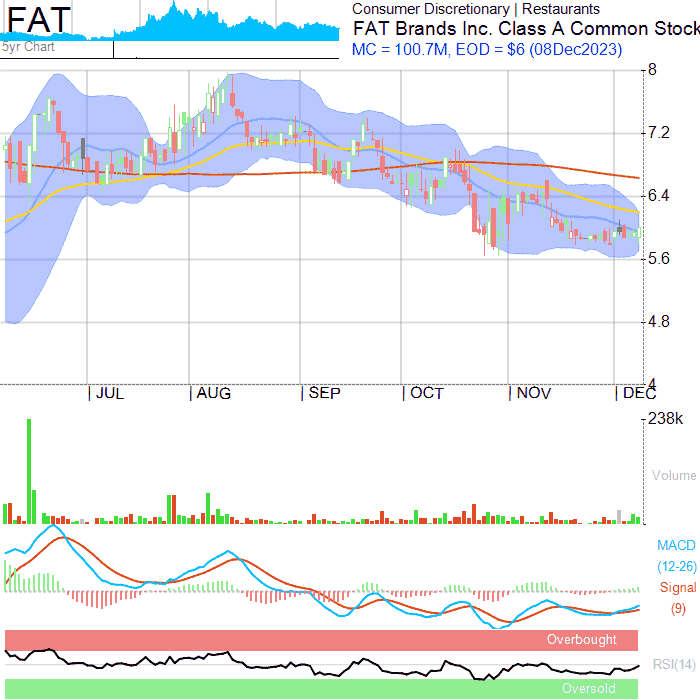 FAT
5yr Chart
Consumer Discretionary | Restaurants
FAT Brands Inc. Class A Common Stock
MC = 100.7M, EOD = $6 (08Dec2023)
8
7.2
6.4
5.6
4.8
4
JUL
AUG
SEP
OCT
NOV
DEC
238k
Volume
MACD
(12-26)
Signal
(9)
Overbought
RSI(14)
Oversold